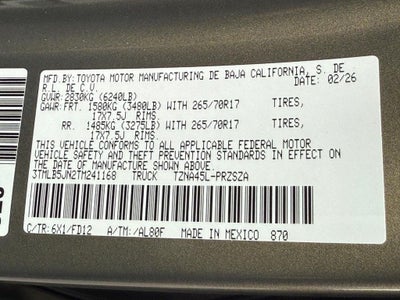 MFD.BY:TOYOTA MOTOR MANUFACTURING DE BAJA CALIFORNIA, S. DE
R.L. DE C.V. DATE: 02/26
GVWR:2830KG (6240LB)
GAWR:FRT. 1580KG (3480LB) WITH 265/70R17 TIRES,
17X7.5J RIMS
RR. 1485KG (3275LB) WITH 265/70R17 TIRES,
17X7.5J RIMS
THIS VEHICLE CONFORMS TO ALL APPLICABLE FEDERAL MOTOR
VEHICLE SAFETY AND THEFT PREVENTION STANDARDS IN EFFECT ON
THE DATE OF MANUFACTURE SHOWN ABOVE.
3TMLB5JN2TM241168 TRUCK TZNA45L-PRZSZA
C/TR:6X1/FD12 A/TM:/AL80F MADE IN MEXICO 870